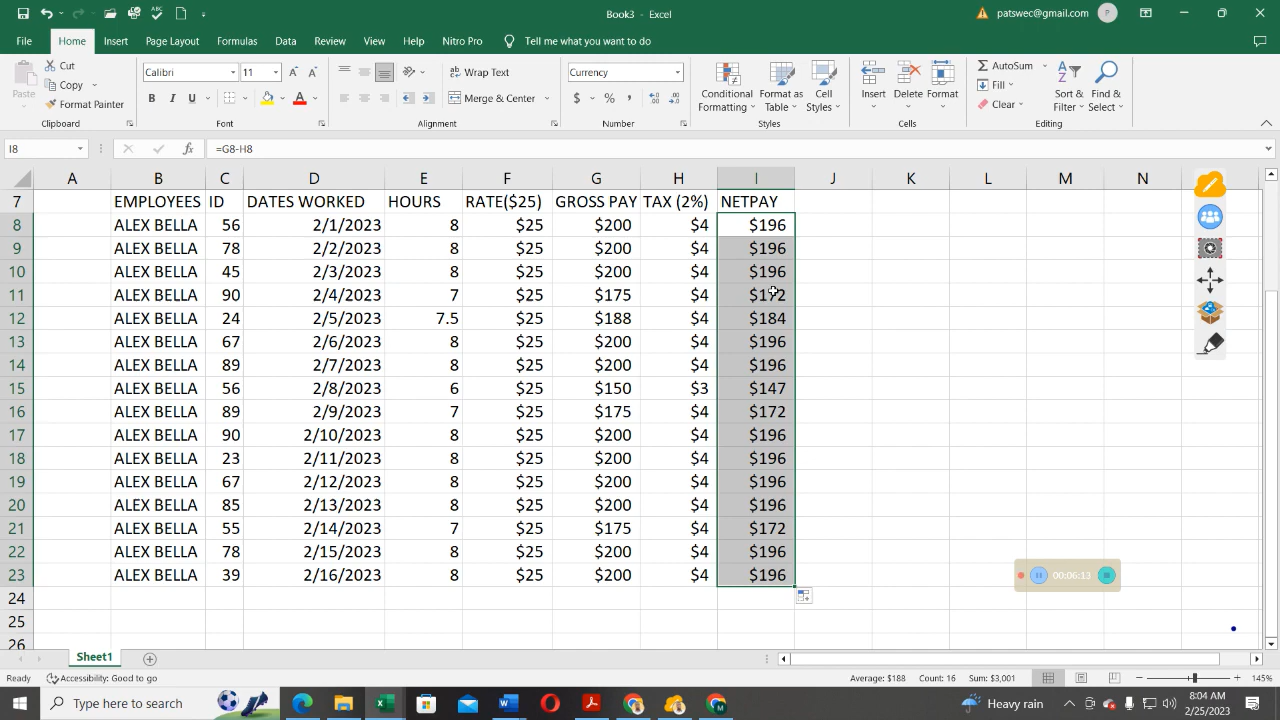 Book3 - Excel
patswec@gmail.com P
File Home Insert Page Layout Formulas Data Review View Help Nitro Pro Tell me what you want to do
Paste Cut Copy Format Painter Clipboard
Calibri 11 A A B I U A Font
ab Wrap Text Merge & Center Alignment
Currency $ % , Number
Conditional Formatting Format as Table Cell Styles Styles
Insert Delete Format Cells
AutoSum Fill Clear Sort & Filter Find & Select Editing
I8 fx =G8-H8
A B C D E F G H I J K L M N
7 EMPLOYEES ID DATES WORKED HOURS RATE($25) GROSS PAY TAX (2%) NETPAY
8 ALEX BELLA 56 2/1/2023 8 $25 $200 $4 $196
9 ALEX BELLA 78 2/2/2023 8 $25 $200 $4 $196
10 ALEX BELLA 45 2/3/2023 8 $25 $200 $4 $196
11 ALEX BELLA 90 2/4/2023 7 $25 $175 $4 $172
12 ALEX BELLA 24 2/5/2023 7.5 $25 $188 $4 $184
13 ALEX BELLA 67 2/6/2023 8 $25 $200 $4 $196
14 ALEX BELLA 89 2/7/2023 8 $25 $200 $4 $196
15 ALEX BELLA 56 2/8/2023 6 $25 $150 $3 $147
16 ALEX BELLA 89 2/9/2023 7 $25 $175 $4 $172
17 ALEX BELLA 90 2/10/2023 8 $25 $200 $4 $196
18 ALEX BELLA 23 2/11/2023 8 $25 $200 $4 $196
19 ALEX BELLA 67 2/12/2023 8 $25 $200 $4 $196
20 ALEX BELLA 85 2/13/2023 8 $25 $200 $4 $196
21 ALEX BELLA 55 2/14/2023 7 $25 $175 $4 $172
22 ALEX BELLA 78 2/15/2023 8 $25 $200 $4 $196
23 ALEX BELLA 39 2/16/2023 8 $25 $200 $4 $196
24
25
26
00:06:13
Sheet1
Ready Accessibility: Good to go Average: $188 Count: 16 Sum: $3,001 145%
Type here to search Heavy rain 8:04 AM
2/25/2023